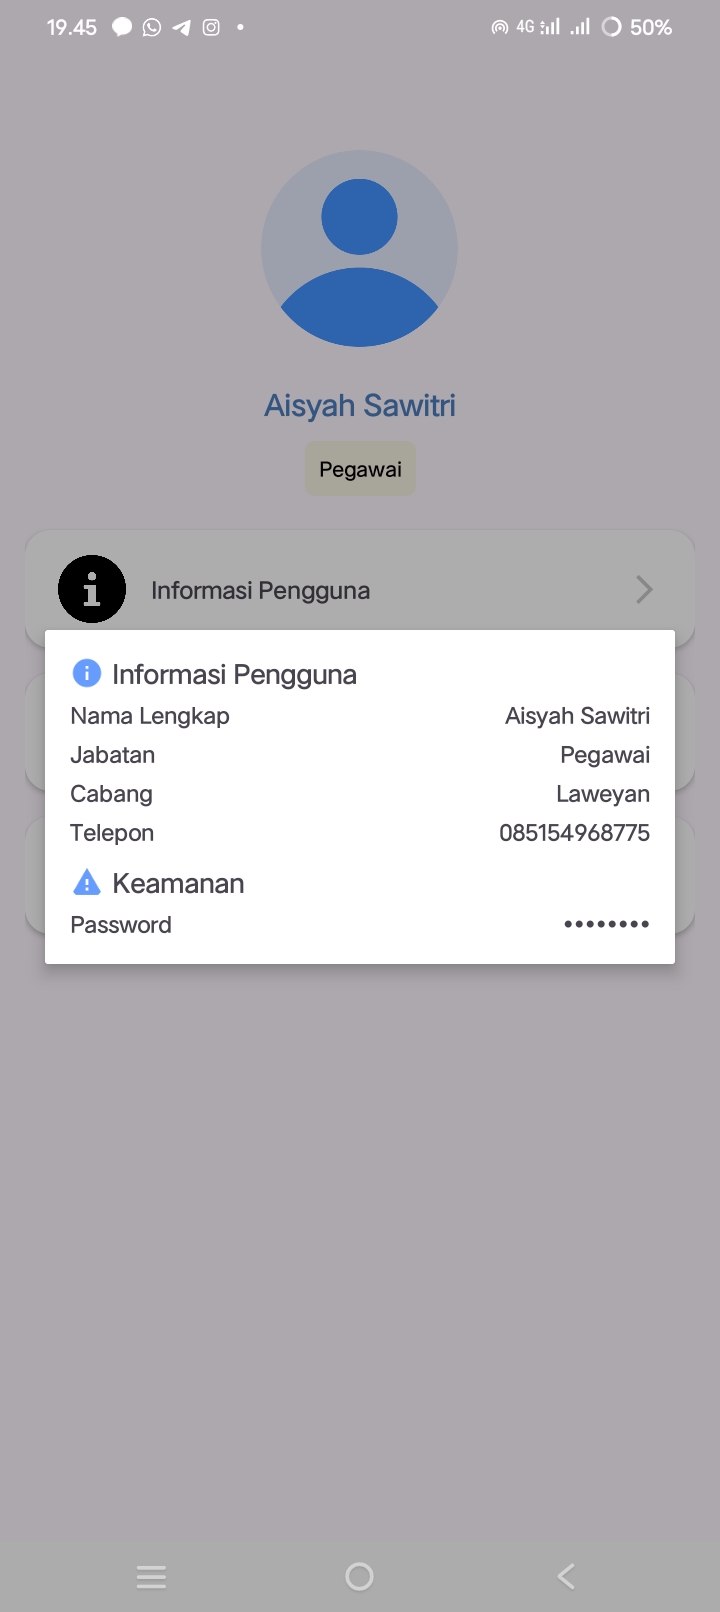 19.45
4G
50%
Aisyah Sawitri
Pegawai
Informasi Pengguna
Informasi Pengguna
Nama Lengkap Aisyah Sawitri
Jabatan Pegawai
Cabang Laweyan
Telepon 085154968775
Keamanan
Password ••••••••